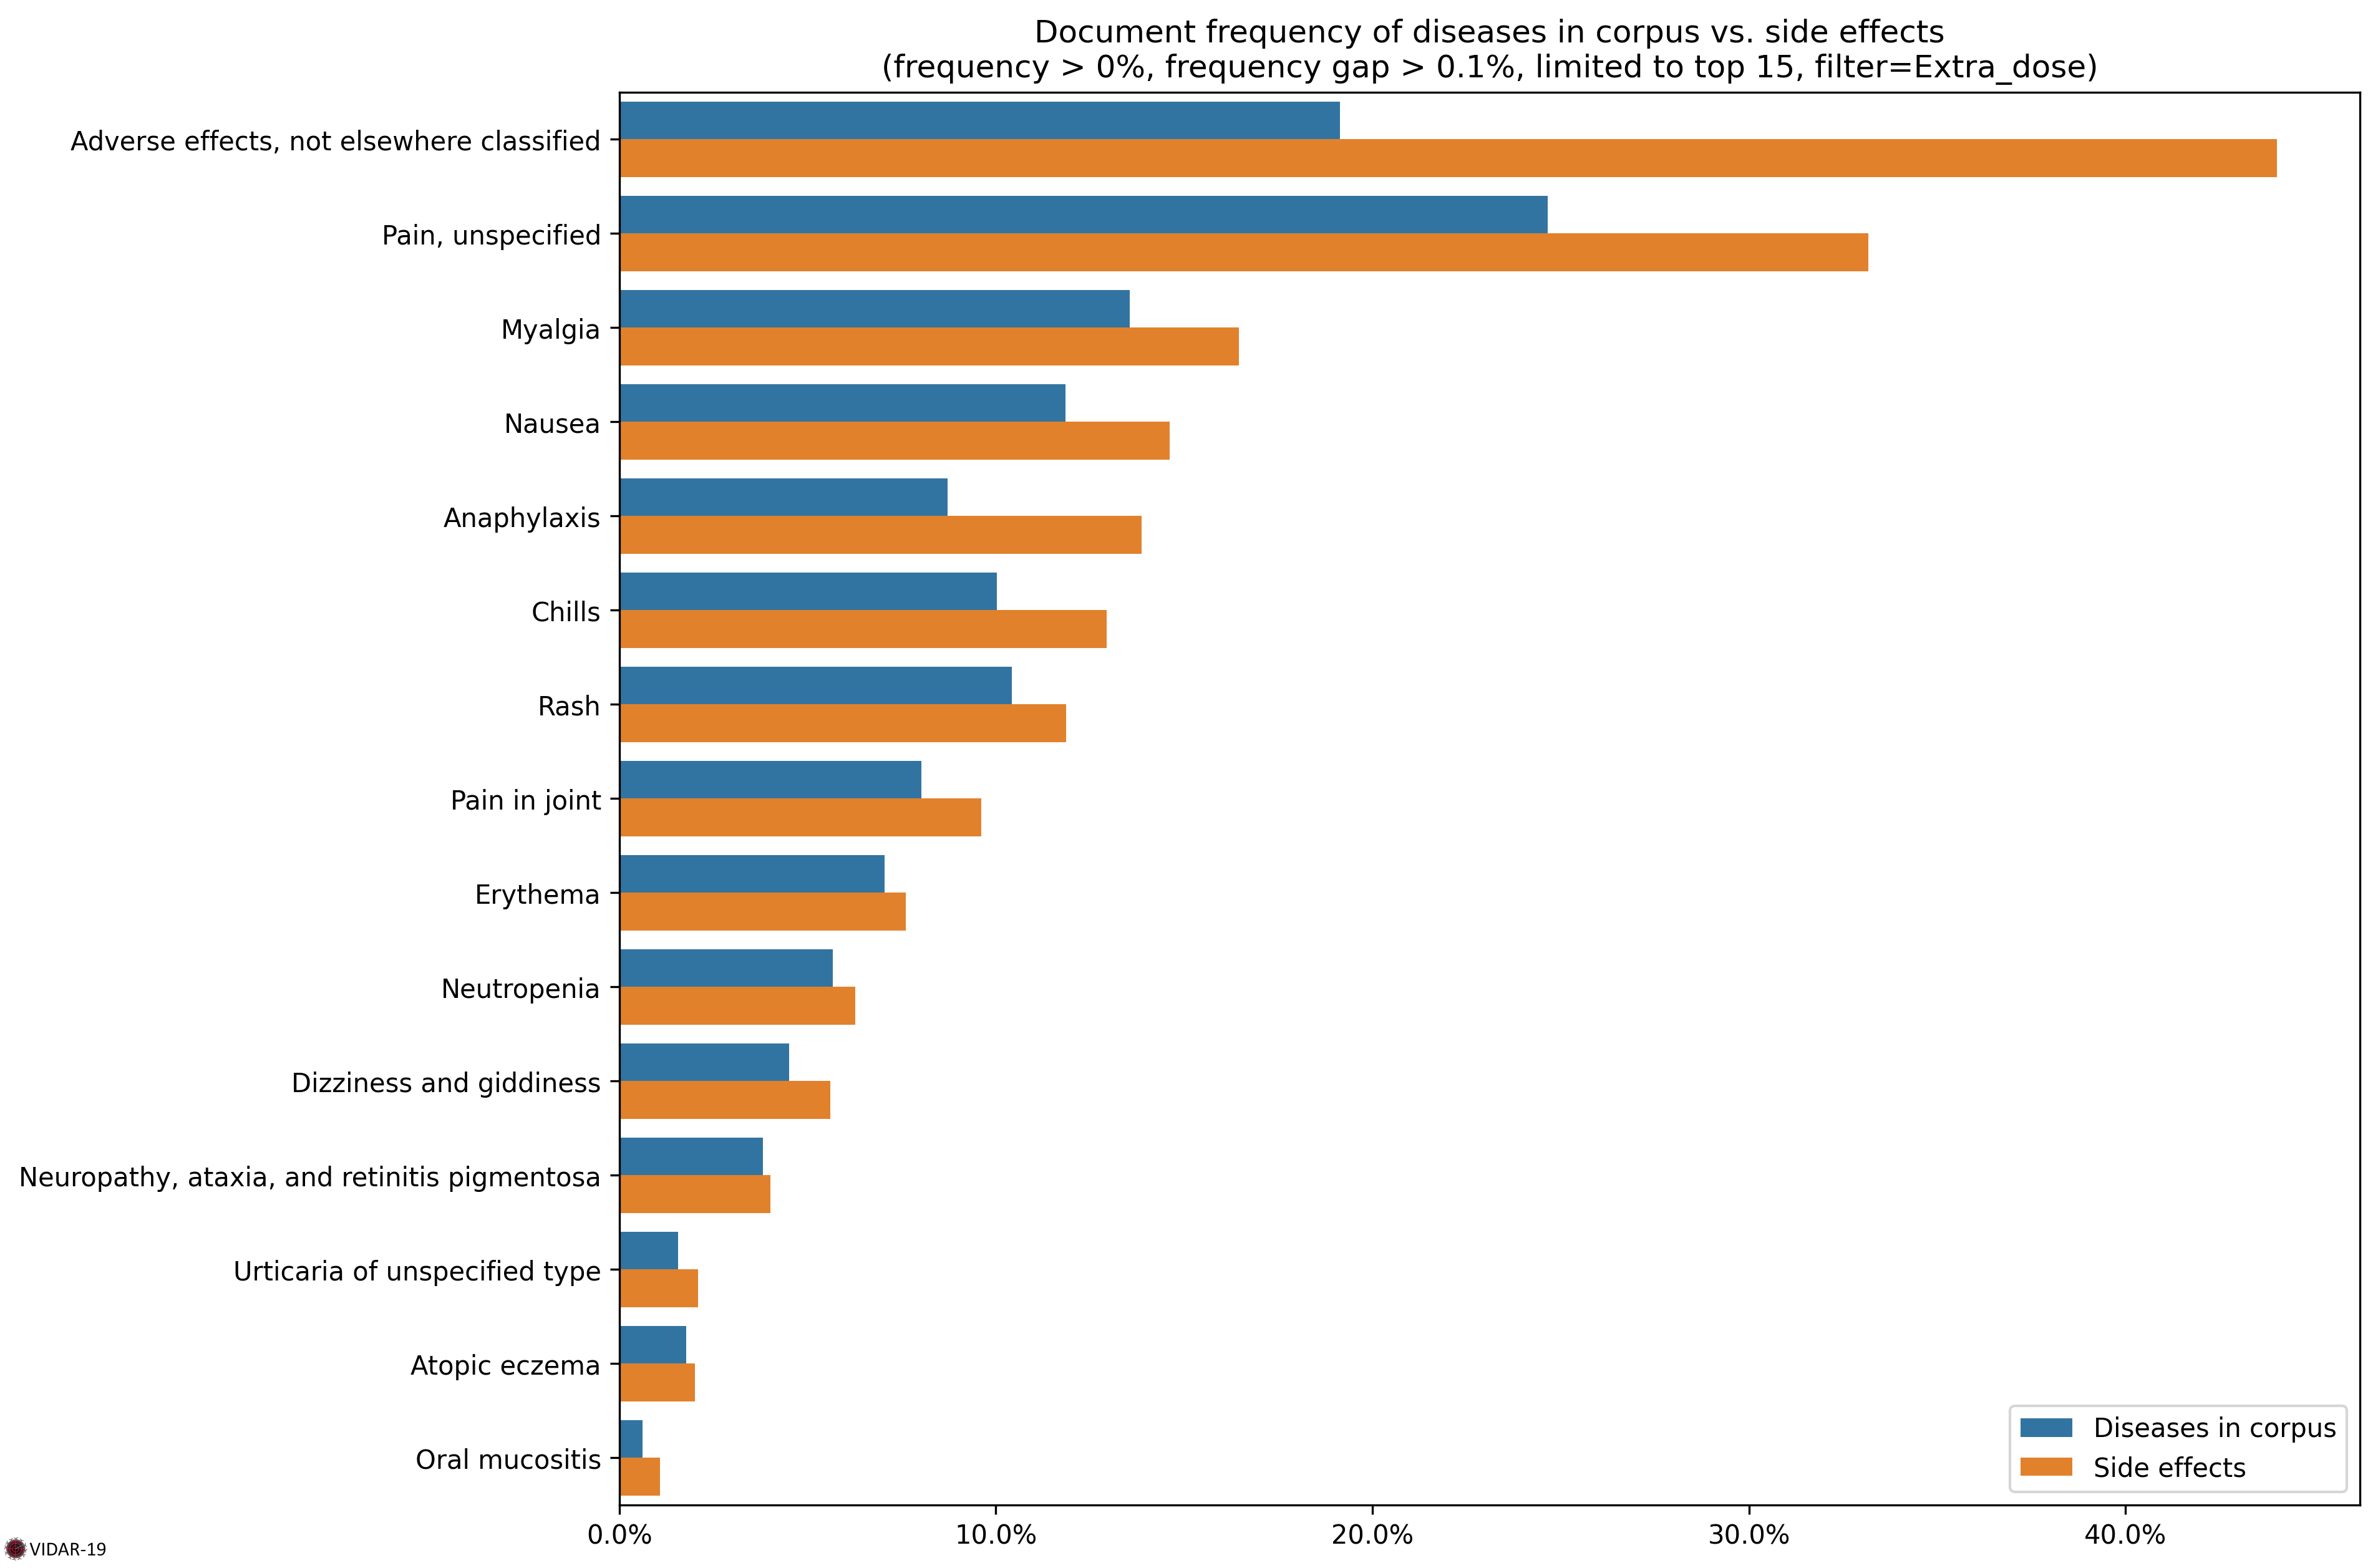 Document frequency of diseases in corpus vs. side effects
(frequency > 0%, frequency gap > 0.1%, limited to top 15, filter=Extra_dose)
Adverse effects, not elsewhere classified
Pain, unspecified
Myalgia
Nausea
Anaphylaxis
Chills
Rash
Pain in joint
Erythema
Neutropenia
Dizziness and giddiness
Neuropathy, ataxia, and retinitis pigmentosa
Urticaria of unspecified type
Atopic eczema
Oral mucositis
Diseases in corpus
Side effects
0.0% 10.0% 20.0% 30.0% 40.0%
VIDAR-19